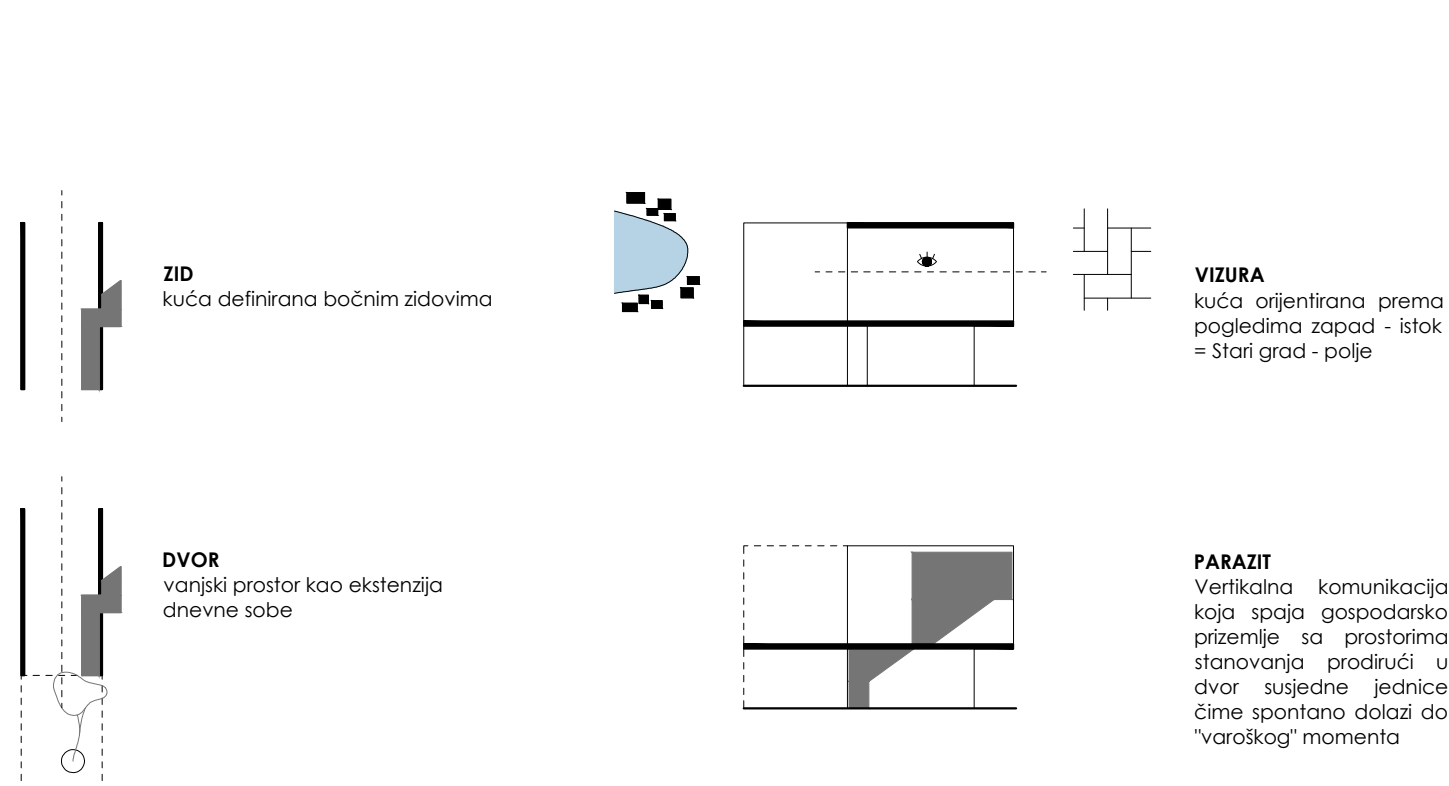 ZID
kuća definirana bočnim zidovima
VIZURA
kuća orijentirana prema
pogledima zapad - istok
= Stari grad - polje
DVOR
vanjski prostor kao ekstenzija
dnevne sobe
PARAZIT
Vertikalna komunikacija
koja spaja gospodarsko
prizemlje sa prostorima
stanovanja prodirući u
dvor susjedne jednice
čime spontano dolazi do
"varoškog" momenta